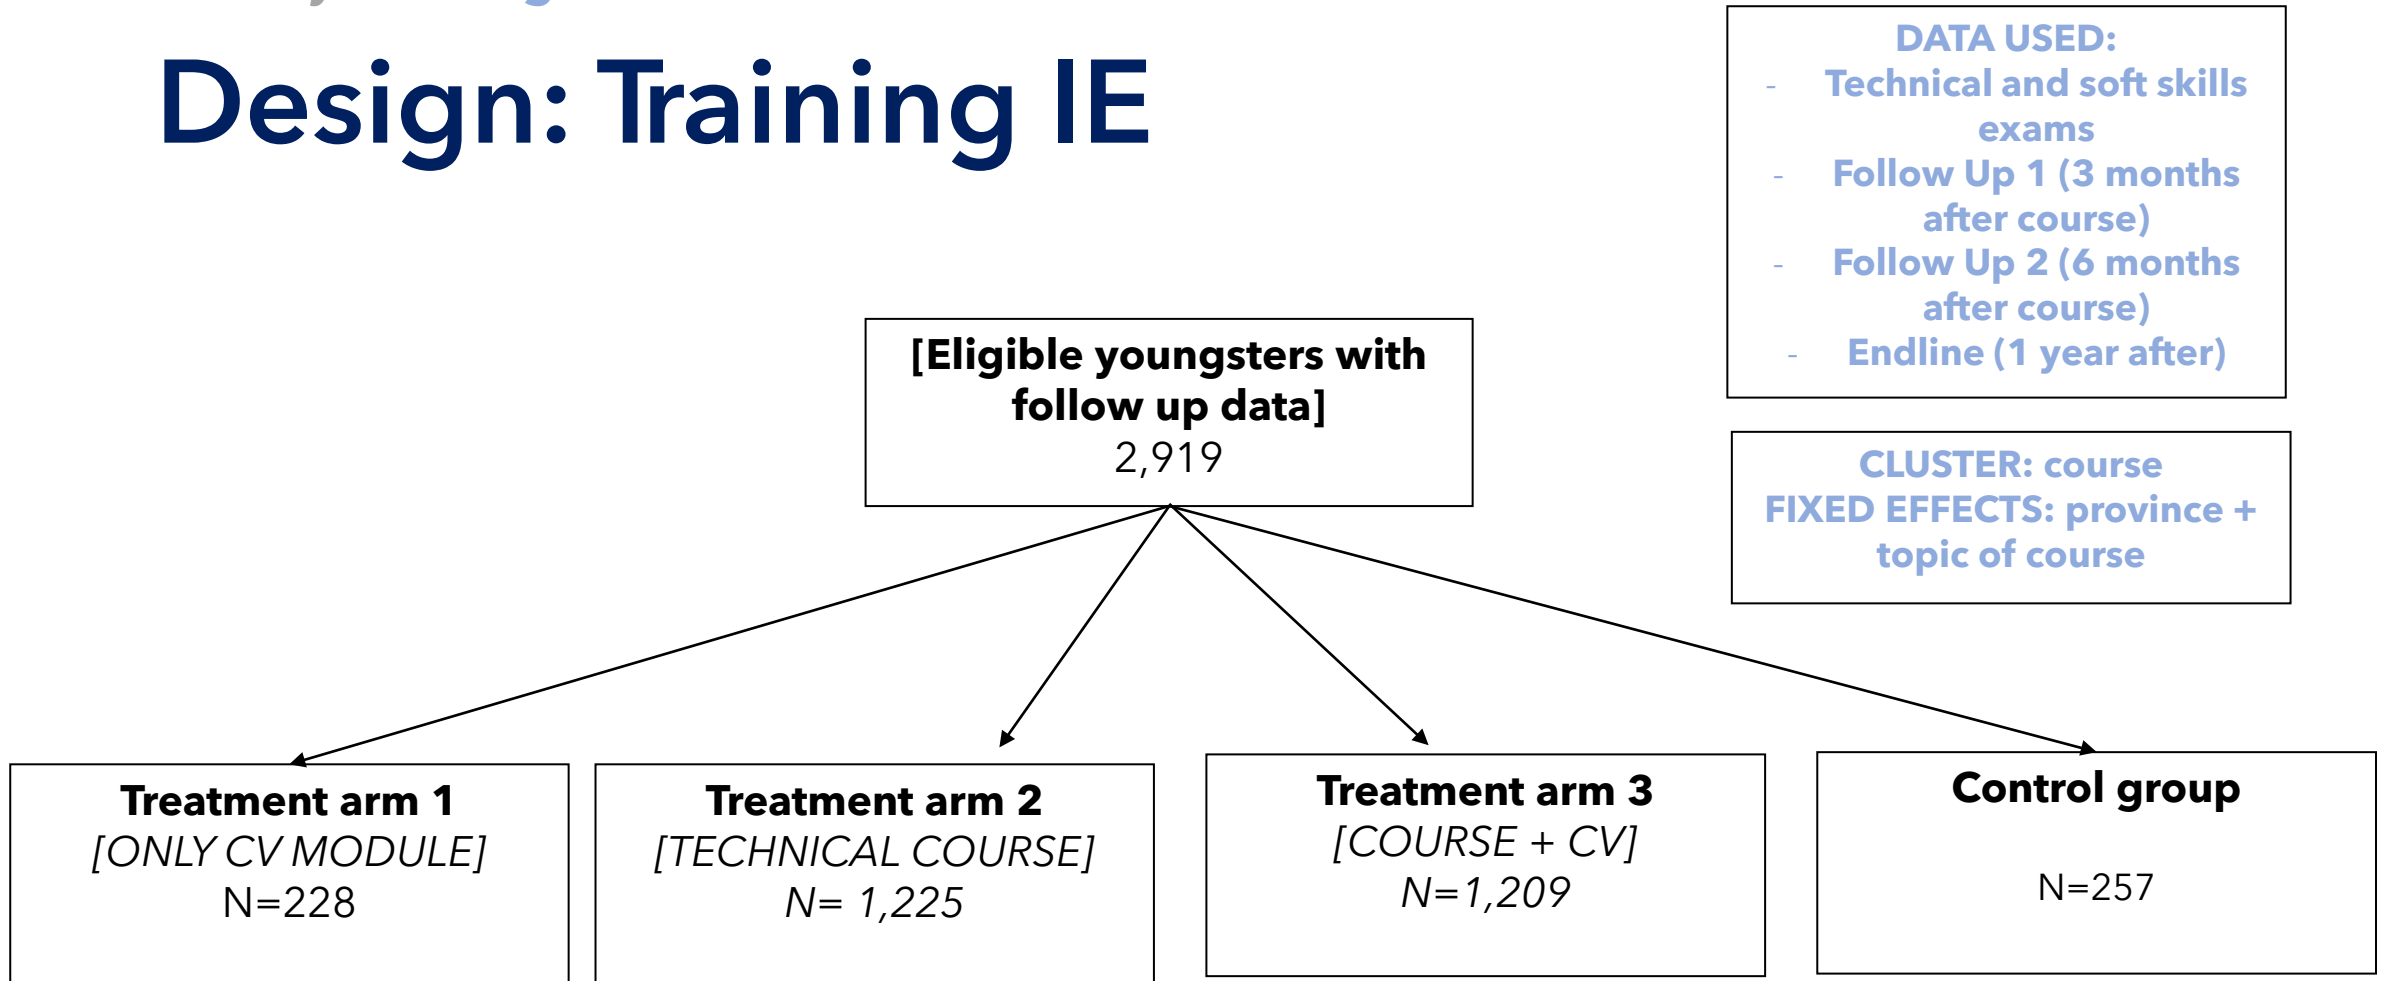 Design: Training IE
DATA USED:
- Technical and soft skills
exams
- Follow Up 1 (3 months
after course)
- Follow Up 2 (6 months
after course)
- Endline (1 year after)
[Eligible youngsters with
follow up data]
2,919
CLUSTER: course
FIXED EFFECTS: province +
topic of course
Treatment arm 1
[ONLY CV MODULE]
N=228
Treatment arm 2
[TECHNICAL COURSE]
N= 1,225
Treatment arm 3
[COURSE + CV]
N=1,209
Control group
N=257